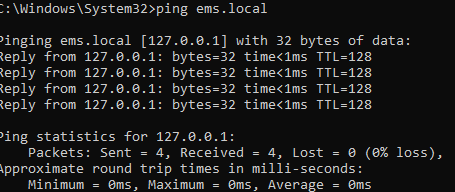 C:\Windows\System32>ping ems.local
Pinging ems.local [127.0.0.1] with 32 bytes of data:
Reply from 127.0.0.1: bytes=32 time<1ms TTL=128
Reply from 127.0.0.1: bytes=32 time<1ms TTL=128
Reply from 127.0.0.1: bytes=32 time<1ms TTL=128
Reply from 127.0.0.1: bytes=32 time<1ms TTL=128
Ping statistics for 127.0.0.1:
    Packets: Sent = 4, Received = 4, Lost = 0 (0% loss),
Approximate round trip times in milli-seconds:
    Minimum = 0ms, Maximum = 0ms, Average = 0ms